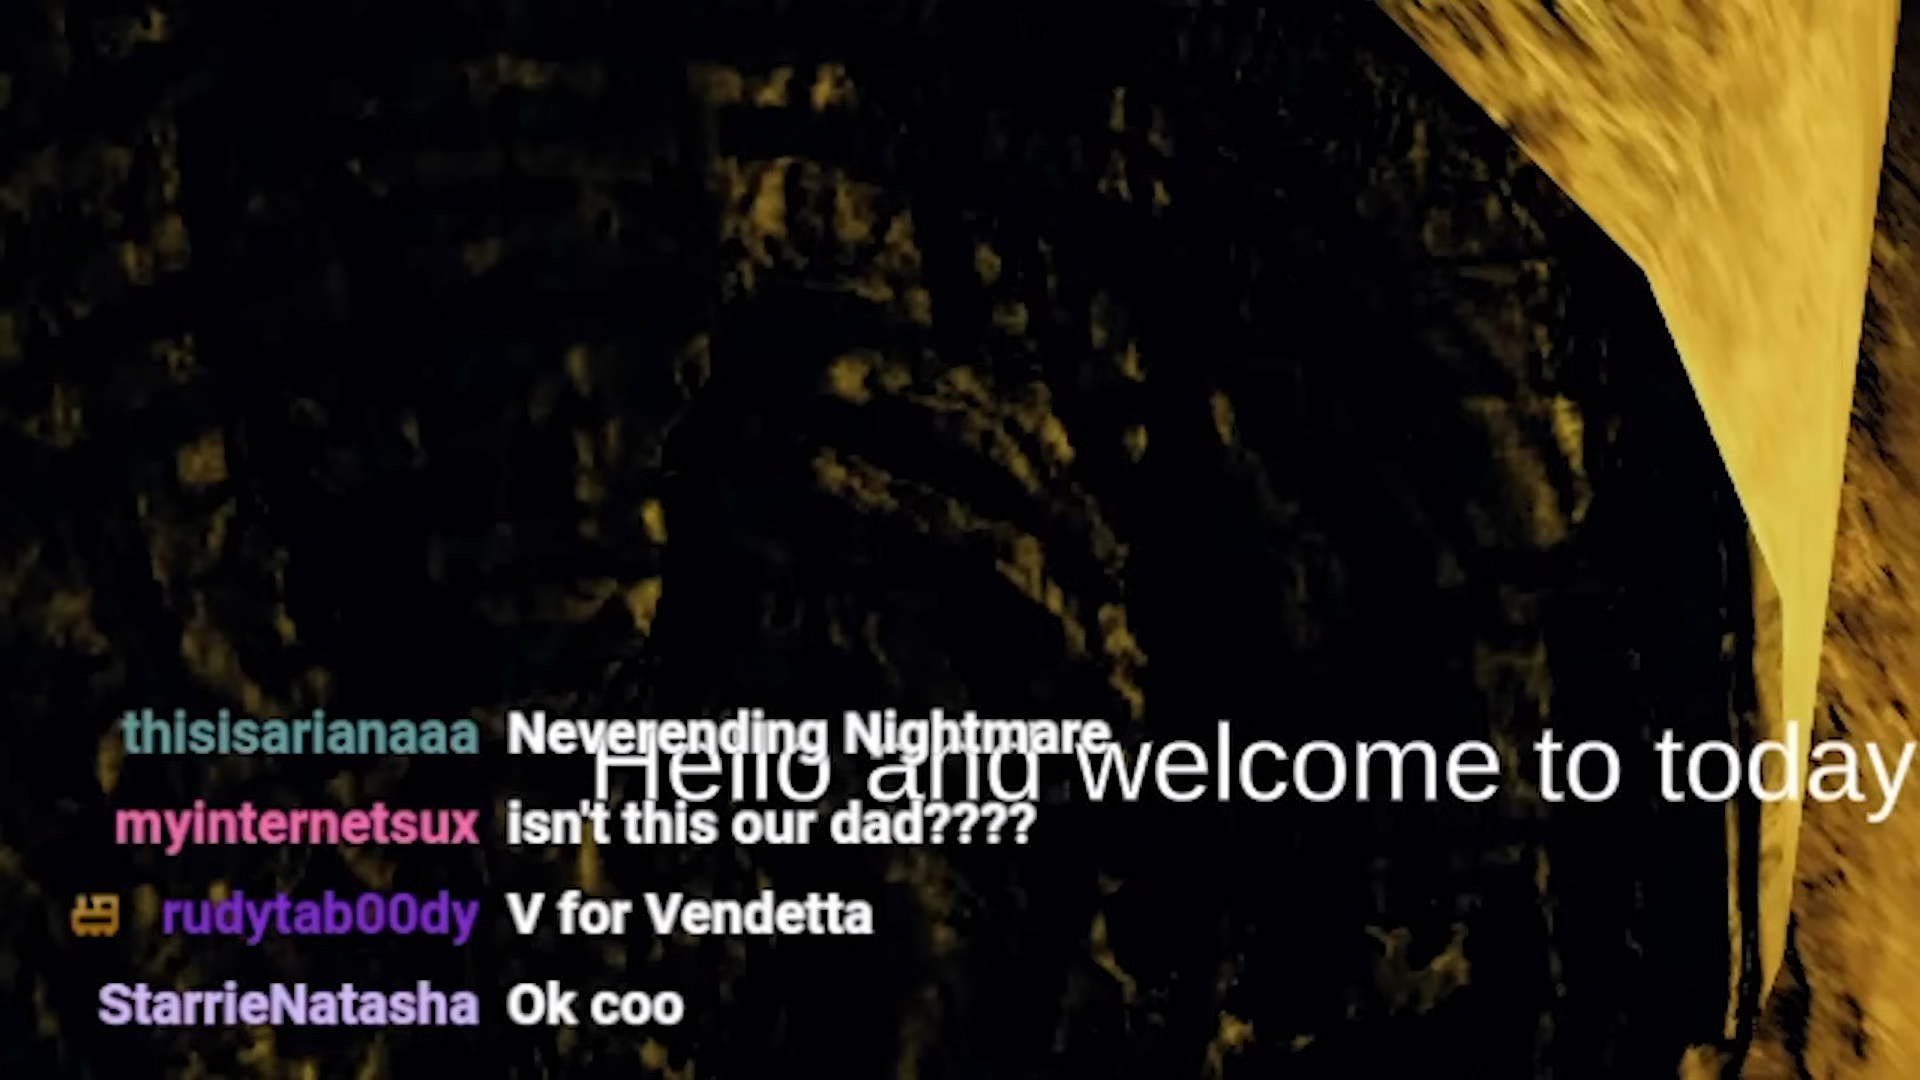 thisisarianaaa Neverending Nightmare
Hello and welcome to today
myinternetsux isn't this our dad????
rudytab00dy V for Vendetta
StarrieNatasha Ok coo